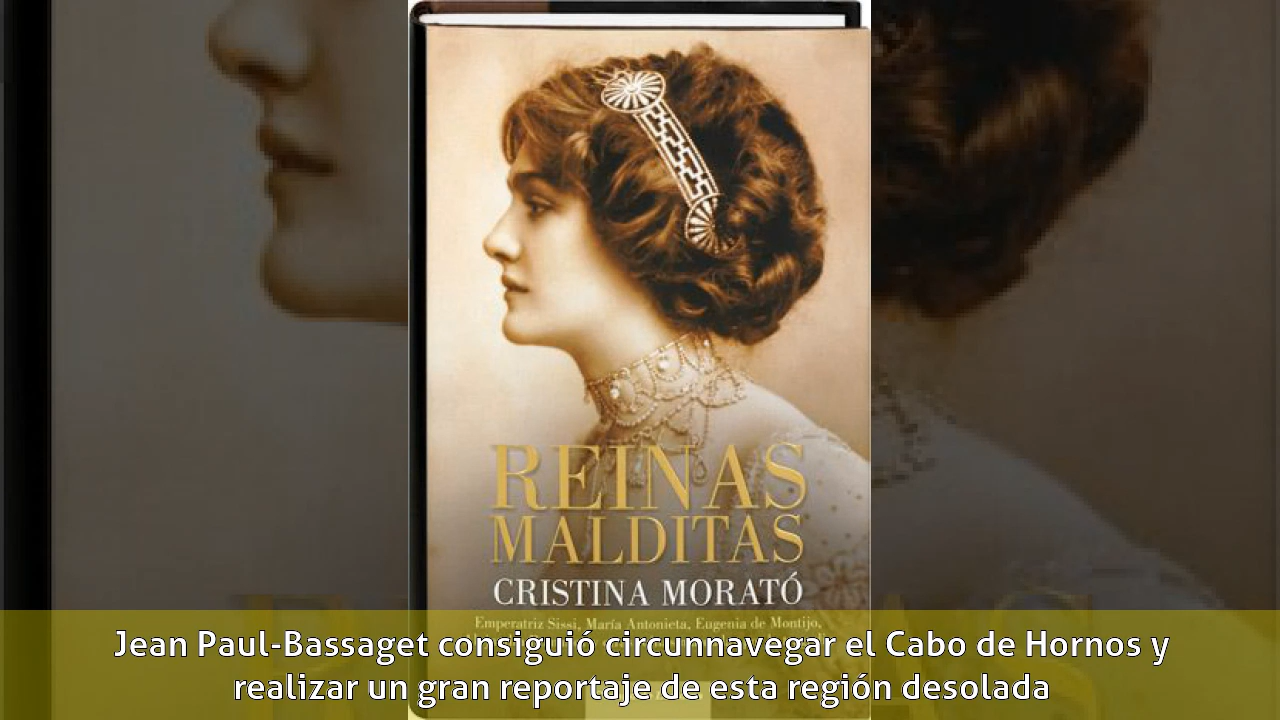 REINAS
MALDITAS
CRISTINA MORATÓ
Emperatriz Sissi, María Antonieta, Eugenia de Montijo,
Jean Paul-Bassaget consiguió circunnavegar el Cabo de Hornos y
realizar un gran reportaje de esta región desolada